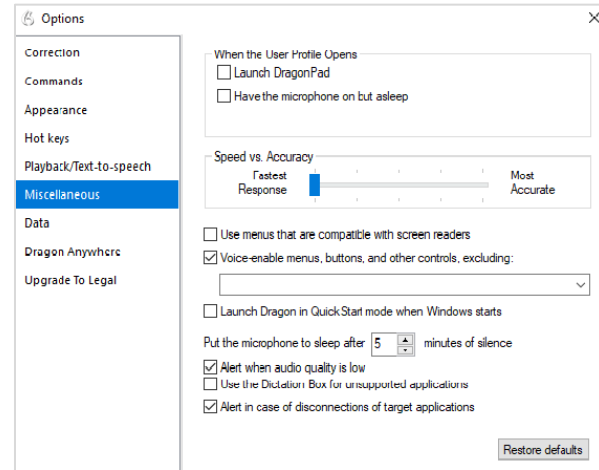 Options
Correction
Commands
Appearance
Hot keys
Playback/Text-to-speech
Miscellaneous
Data
Dragon Anywhere
Upgrade To Legal
When the User Profile Opens
Launch DragonPad
Have the microphone on but asleep
Speed vs. Accuracy
Fastest Response
Most Accurate
Use menus that are compatible with screen readers
Voice-enable menus, buttons, and other controls, excluding:
Launch Dragon in QuickStart mode when Windows starts
Put the microphone to sleep after 5 minutes of silence
Alert when audio quality is low
Use the Dictation Box for unsupported applications
Alert in case of disconnections of target applications
Restore defaults